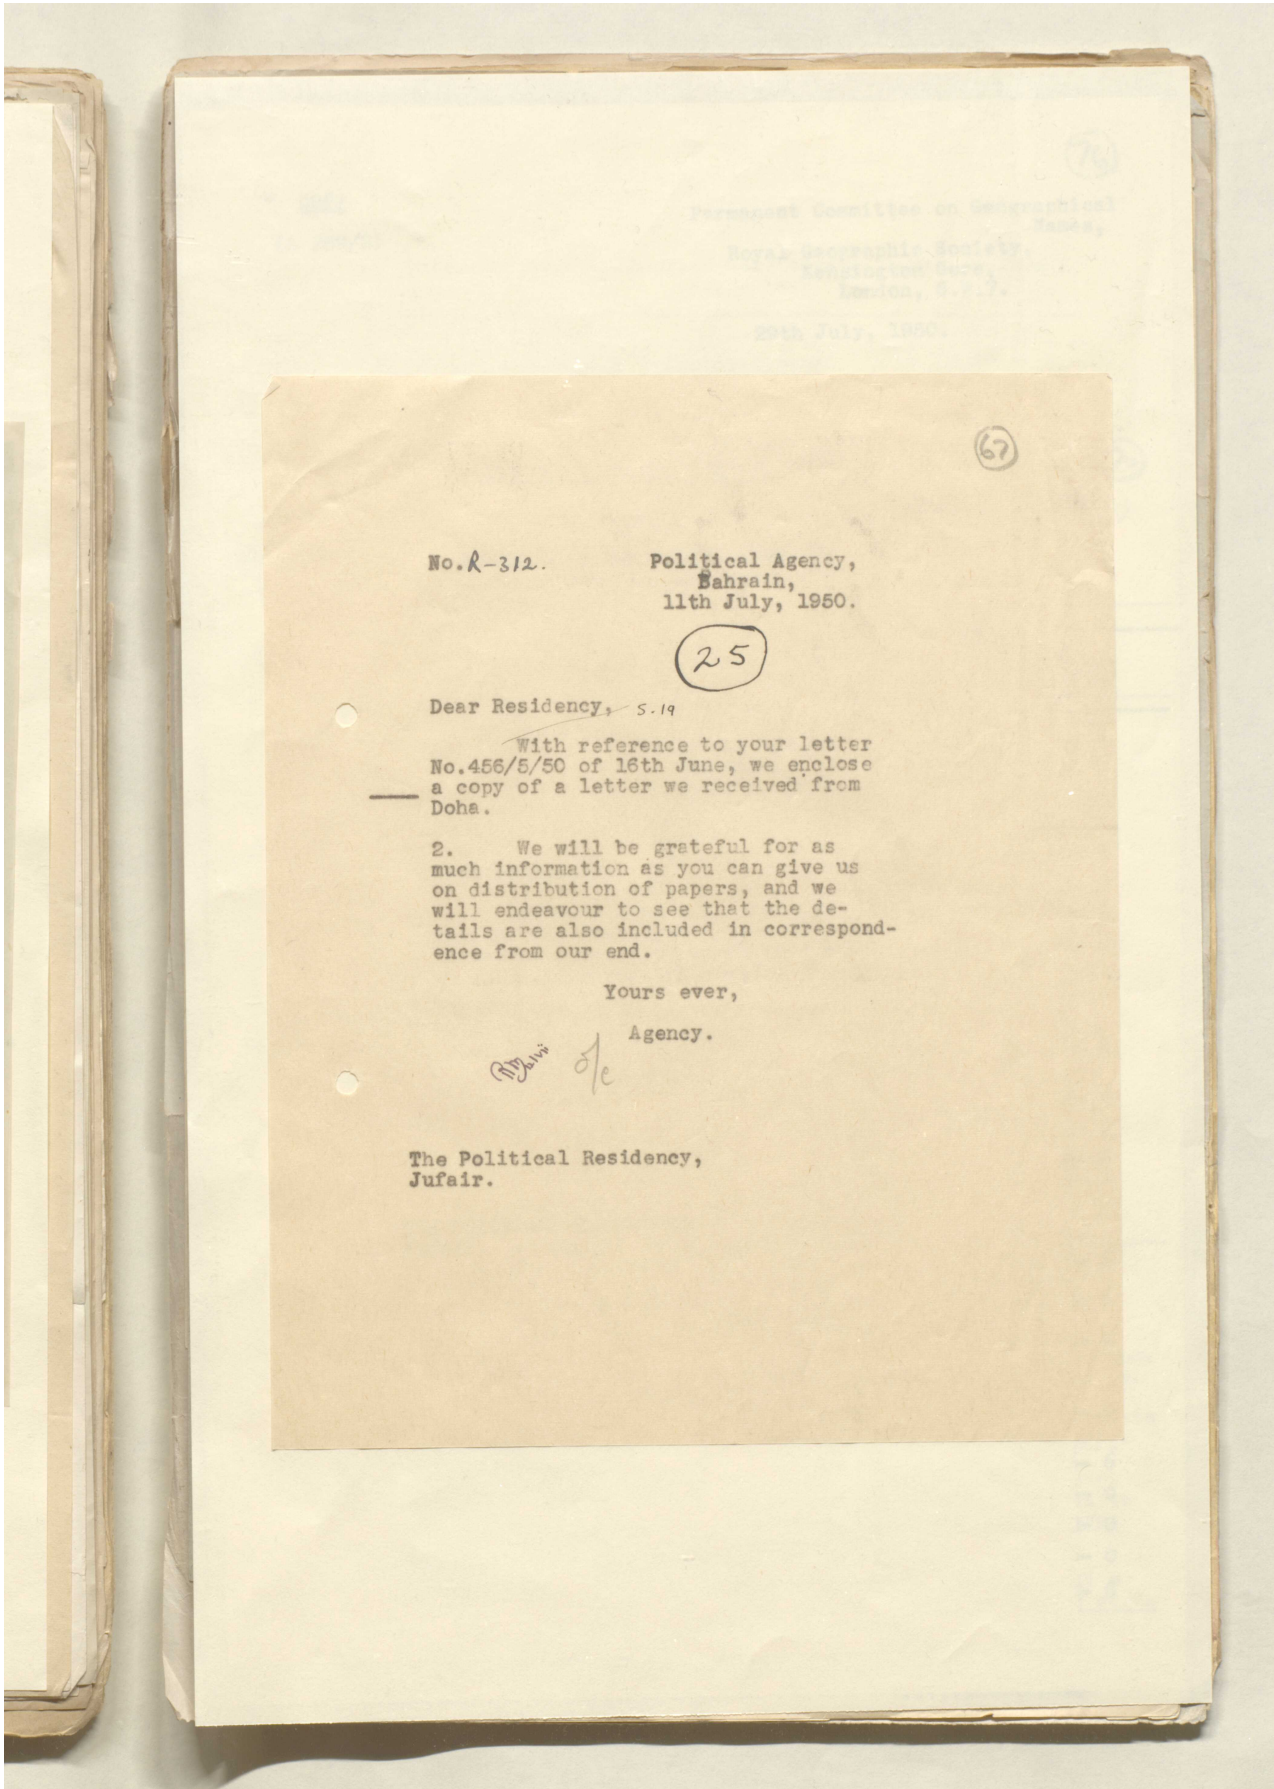 76
Permanent Committee on Geographical
Names,
Royal Geographic Society,
Kensington Gore,
London, S.W.7.
29th July, 1950.
67
No. R-312.
Political Agency,
Bahrain,
11th July, 1950.
25
Dear Residency, S.19
With reference to your letter
No.456/5/50 of 16th June, we enclose
a copy of a letter we received from
Doha.
2. We will be grateful for as
much information as you can give us
on distribution of papers, and we
will endeavour to see that the de-
tails are also included in correspond-
ence from our end.
Yours ever,
Agency.
o/c
The Political Residency,
Jufair.